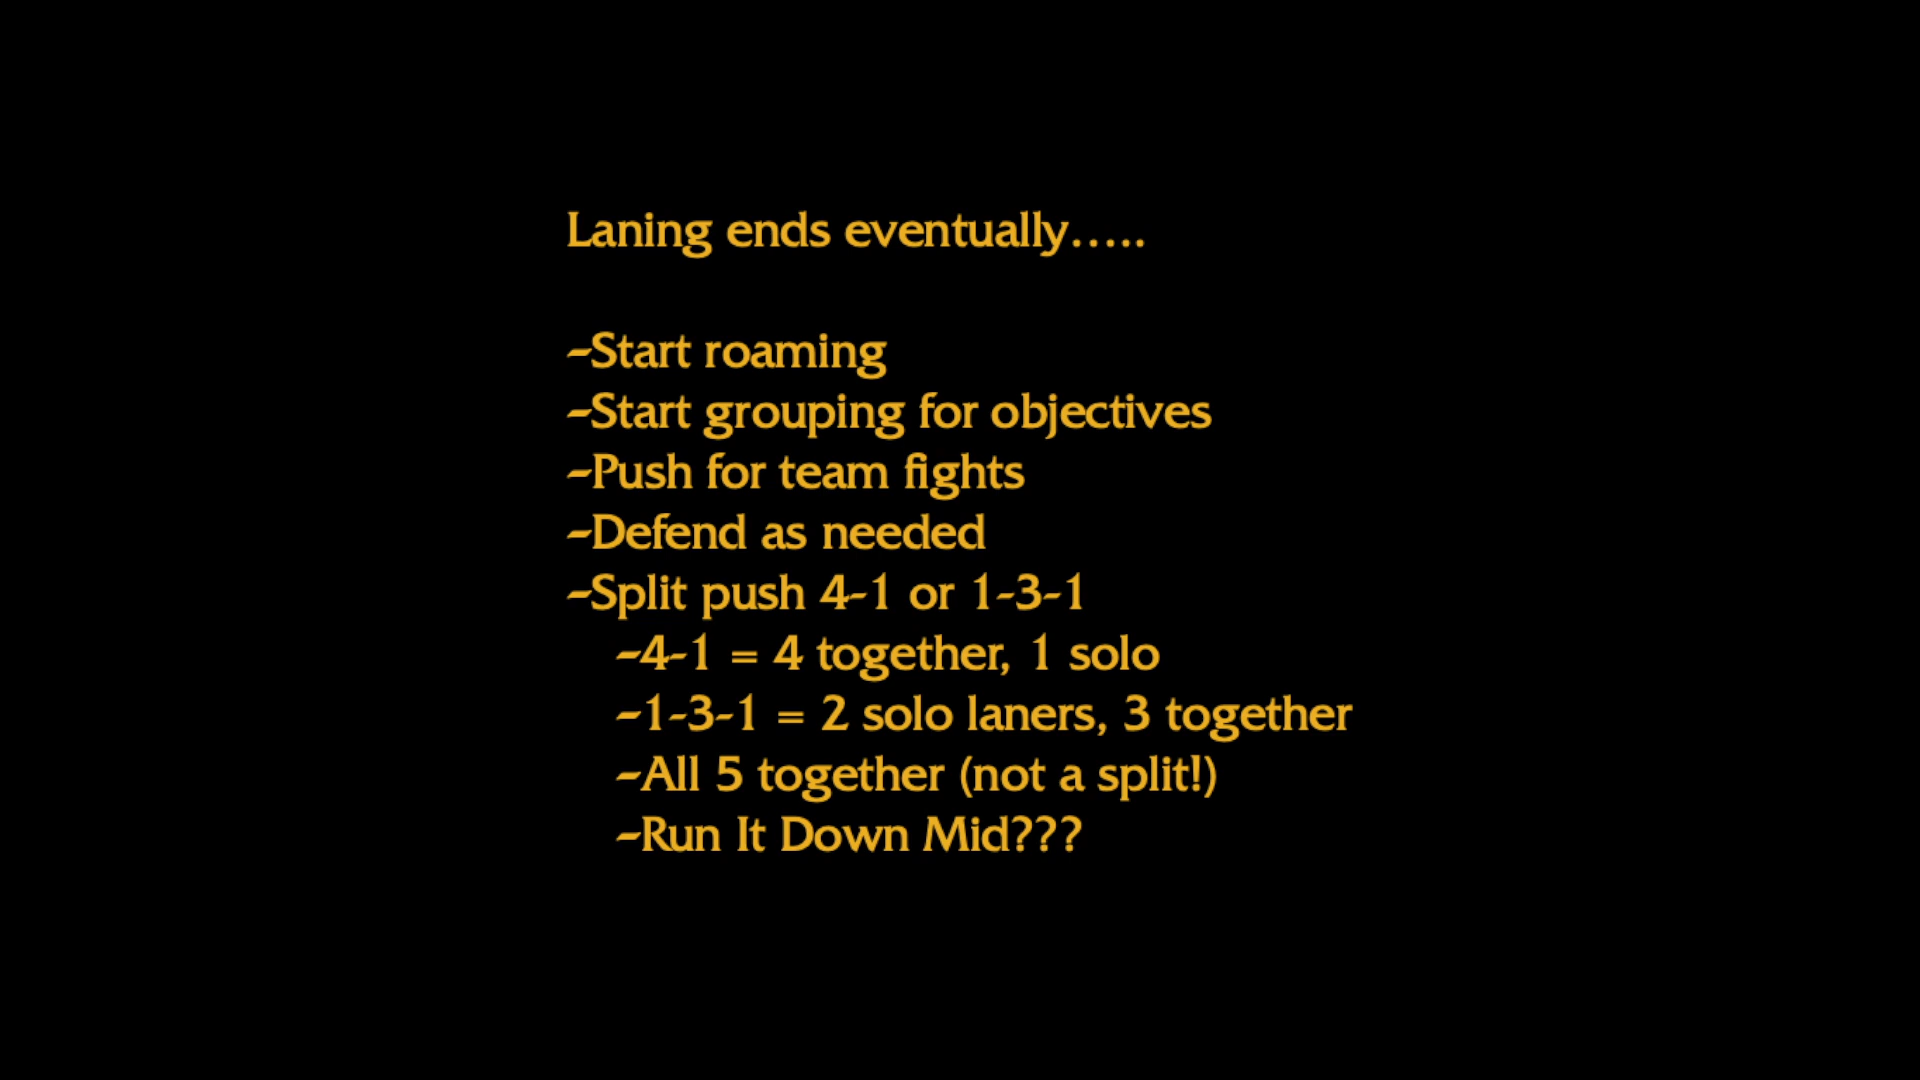 Laning ends eventually.....
~Start roaming
~Start grouping for objectives
~Push for team fights
~Defend as needed
~Split push 4-1 or 1-3-1
~4-1 = 4 together, 1 solo
~1-3-1 = 2 solo laners, 3 together
~All 5 together (not a split!)
~Run It Down Mid???